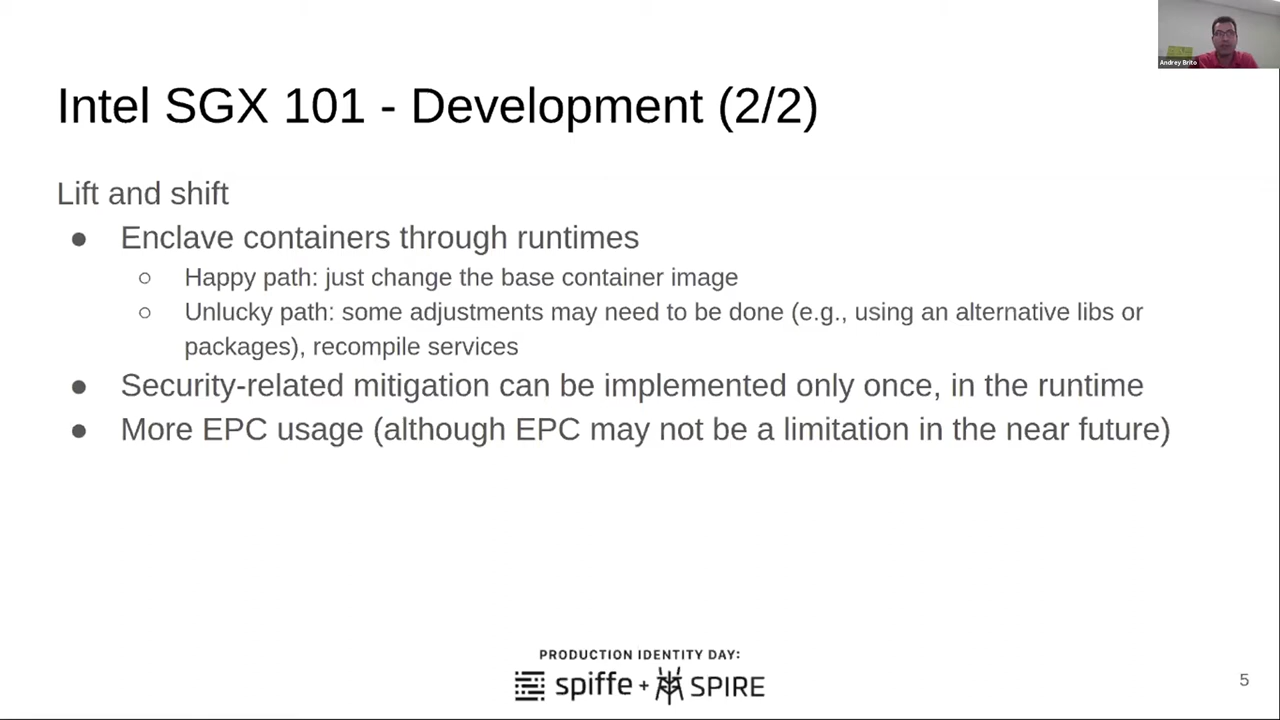 Andrey Brito
Intel SGX 101 - Development (2/2)
Lift and shift
● Enclave containers through runtimes
○ Happy path: just change the base container image
○ Unlucky path: some adjustments may need to be done (e.g., using an alternative libs or
packages), recompile services
● Security-related mitigation can be implemented only once, in the runtime
● More EPC usage (although EPC may not be a limitation in the near future)
PRODUCTION IDENTITY DAY:
spiffe + SPIRE
5